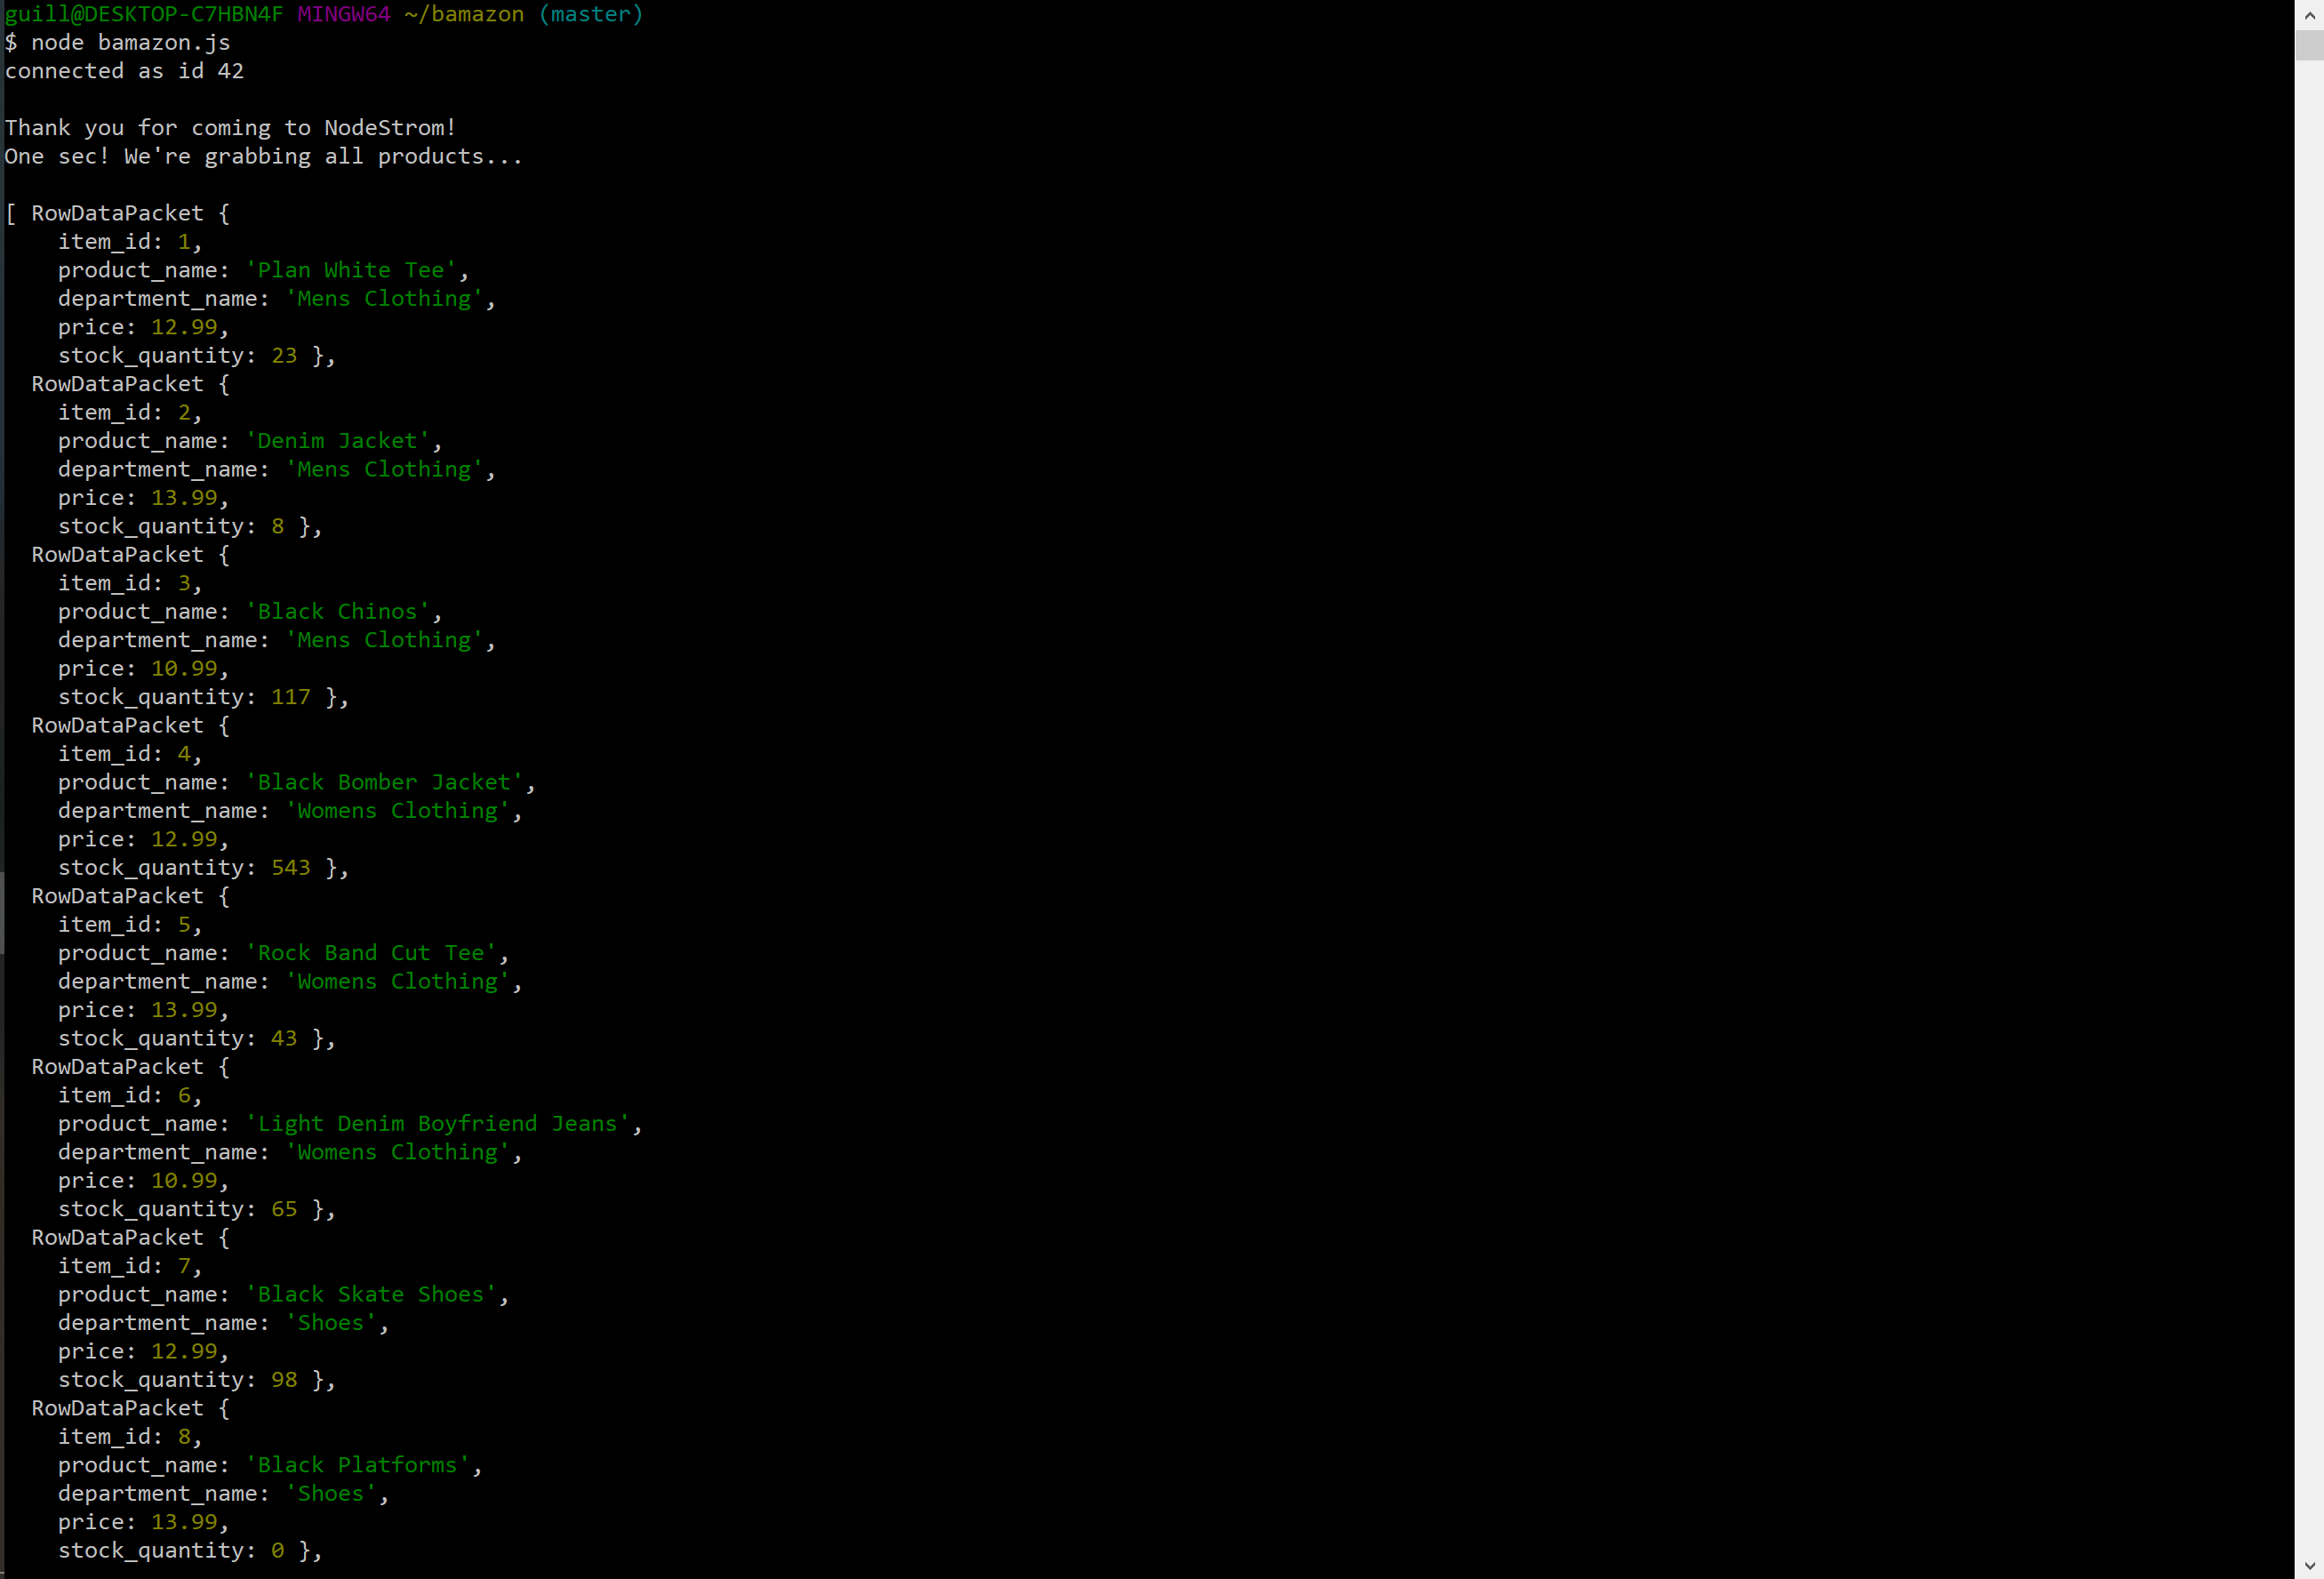 guill@DESKTOP-C7HBN4F MINGW64 ~/bamazon (master)
$ node bamazon.js
connected as id 42
Thank you for coming to NodeStrom!
One sec! We're grabbing all products...
[ RowDataPacket {
    item_id: 1,
    product_name: 'Plan White Tee',
    department_name: 'Mens Clothing',
    price: 12.99,
    stock_quantity: 23 },
  RowDataPacket {
    item_id: 2,
    product_name: 'Denim Jacket',
    department_name: 'Mens Clothing',
    price: 13.99,
    stock_quantity: 8 },
  RowDataPacket {
    item_id: 3,
    product_name: 'Black Chinos',
    department_name: 'Mens Clothing',
    price: 10.99,
    stock_quantity: 117 },
  RowDataPacket {
    item_id: 4,
    product_name: 'Black Bomber Jacket',
    department_name: 'Womens Clothing',
    price: 12.99,
    stock_quantity: 543 },
  RowDataPacket {
    item_id: 5,
    product_name: 'Rock Band Cut Tee',
    department_name: 'Womens Clothing',
    price: 13.99,
    stock_quantity: 43 },
  RowDataPacket {
    item_id: 6,
    product_name: 'Light Denim Boyfriend Jeans',
    department_name: 'Womens Clothing',
    price: 10.99,
    stock_quantity: 65 },
  RowDataPacket {
    item_id: 7,
    product_name: 'Black Skate Shoes',
    department_name: 'Shoes',
    price: 12.99,
    stock_quantity: 98 },
  RowDataPacket {
    item_id: 8,
    product_name: 'Black Platforms',
    department_name: 'Shoes',
    price: 13.99,
    stock_quantity: 0 },